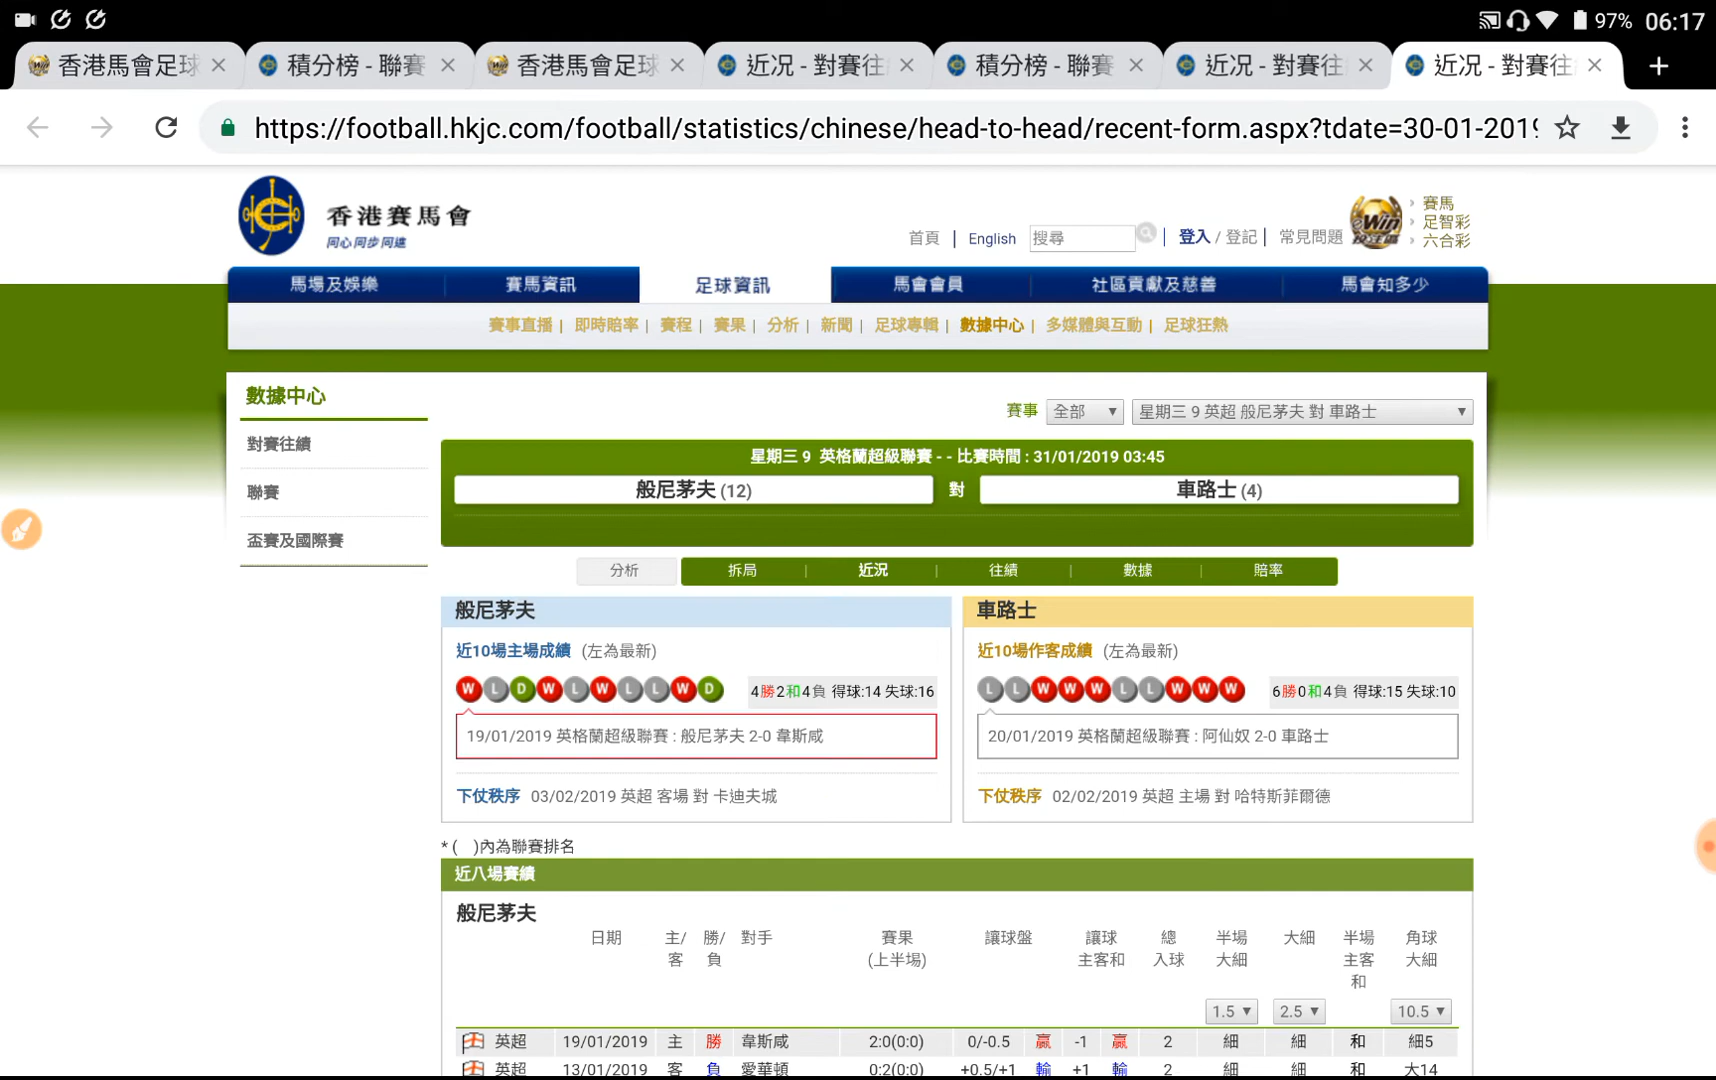 97% 06:17
香港馬會足球 積分榜 - 聯賽 香港馬會足球 近况 - 對賽往 積分榜 - 聯賽 近况 - 對賽往 近况 - 對賽往
https://football.hkjc.com/football/statistics/chinese/head-to-head/recent-form.aspx?tdate=30-01-2019
香港賽馬會
同心同步同進
首頁 | English 搜尋 | 登入 / 登記 | 常見問題
eWin
賽馬
足智彩
六合彩
馬場及娛樂 賽馬資訊 足球資訊 馬會會員 社區貢獻及慈善 馬會知多少
賽事直播 | 即時賠率 | 賽程 | 賽果 | 分析 | 新聞 | 足球專輯 | 數據中心 | 多媒體與互動 | 足球狂熱
數據中心
對賽往績
聯賽
盃賽及國際賽
賽事 全部 星期三 9 英超 般尼茅夫 對 車路士
星期三 9 英格蘭超級聯賽 - - 比賽時間 : 31/01/2019 03:45
般尼茅夫 (12) 對 車路士 (4)
分析 拆局 | 近況 | 往績 | 數據 | 賠率
般尼茅夫
近10場主場成績 (左為最新)
W L D W L W L L W D 4勝2和4負 得球:14 失球:16
19/01/2019 英格蘭超級聯賽 : 般尼茅夫 2-0 韋斯咸
下仗秩序 03/02/2019 英超 客場 對 卡迪夫城
車路士
近10場作客成績 (左為最新)
L L W W W L L W W W 6勝0和4負 得球:15 失球:10
20/01/2019 英格蘭超級聯賽 : 阿仙奴 2-0 車路士
下仗秩序 02/02/2019 英超 主場 對 哈特斯菲爾德
* ( )內為聯賽排名
近八場賽績
般尼茅夫
日期 主/客 勝/負 對手 賽果(上半場) 讓球盤 讓球主客和 總入球 半場大細 大細 半場主客和 角球大細
1.5 2.5 10.5
英超 19/01/2019 主 勝 韋斯咸 2:0(0:0) 0/-0.5 贏 -1 贏 2 細 細 和 細5
英超 13/01/2019 客 負 愛華頓 0:2(0:0) +0.5/+1 輸 +1 輸 2 細 細 和 大14